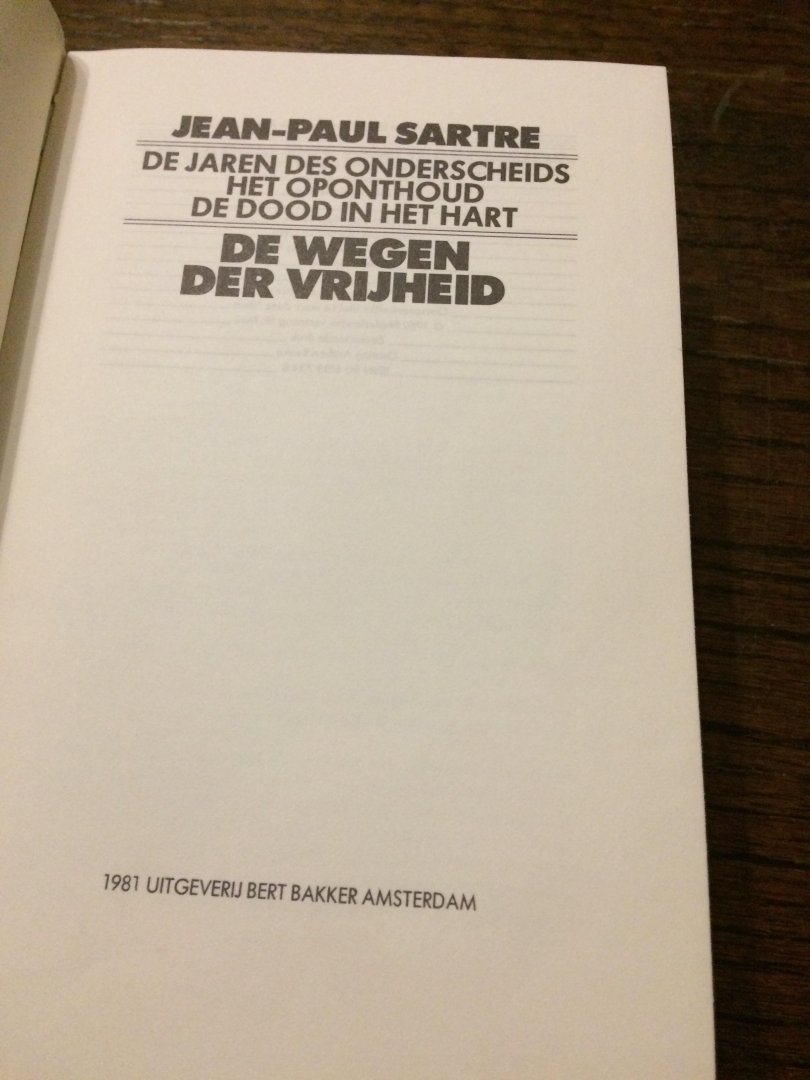 JEAN-PAUL SARTRE
DE JAREN DES ONDERSCHEIDS
HET OPONTHOUD
DE DOOD IN HET HART
DE WEGEN
DER VRIJHEID
1981 UITGEVERIJ BERT BAKKER AMSTERDAM